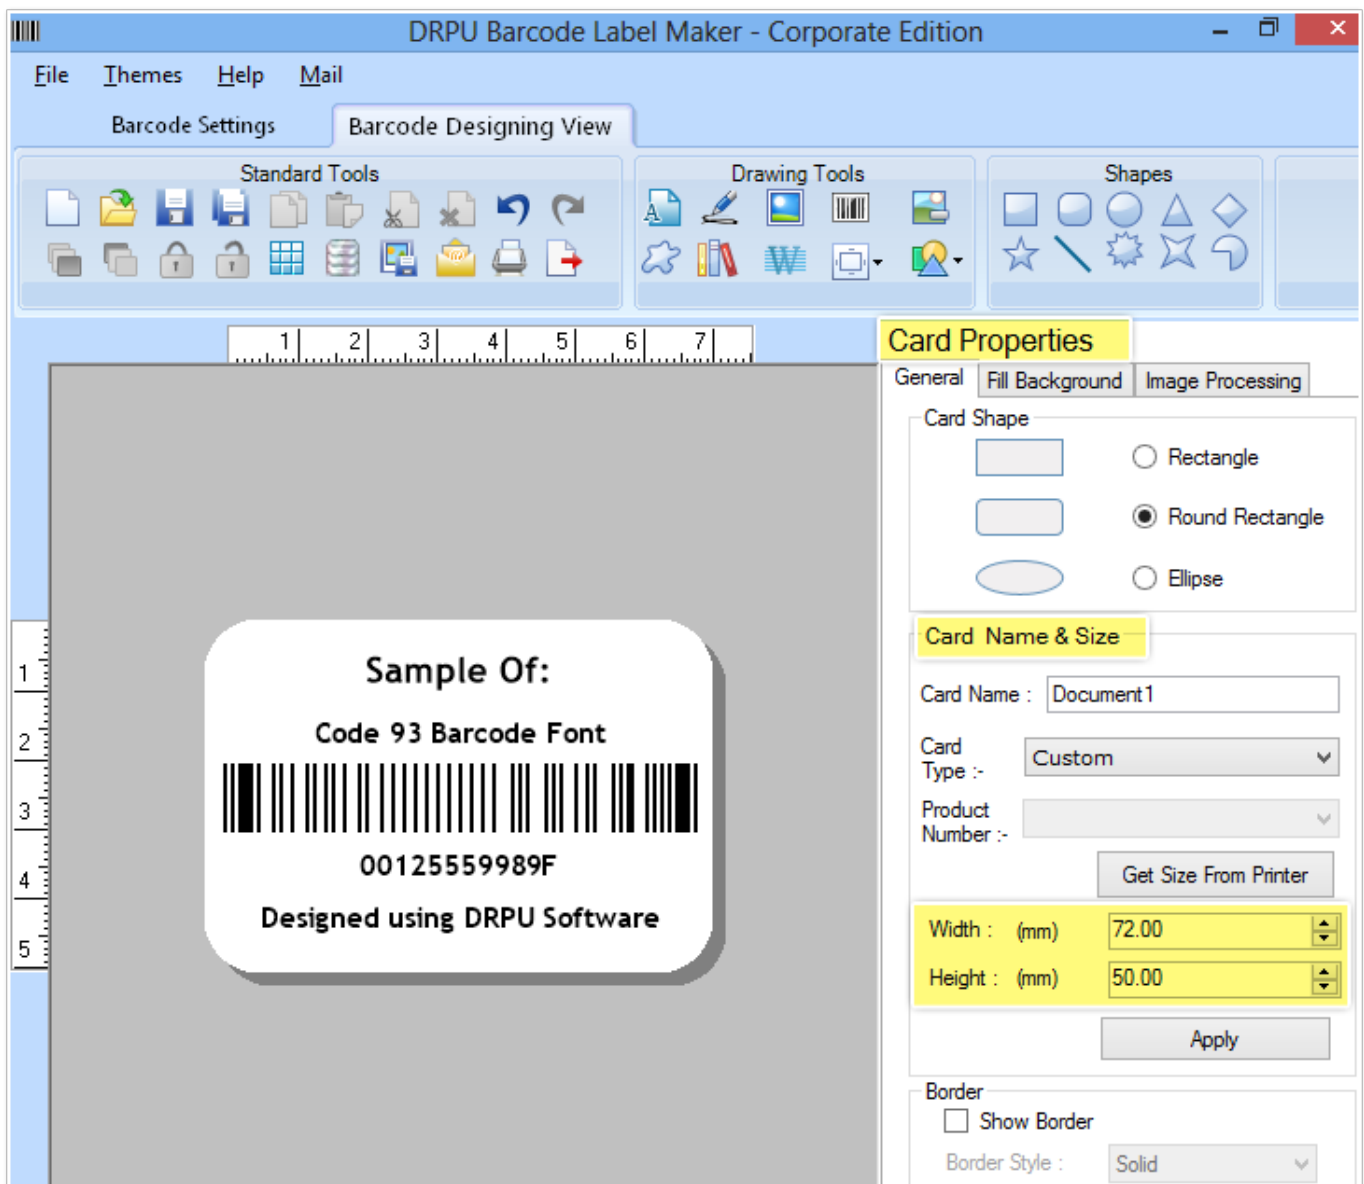 DRPU Barcode Label Maker - Corporate Edition
File Themes Help Mail
Barcode Settings Barcode Designing View
Standard Tools Drawing Tools Shapes
1 2 3 4 5 6 7
Card Properties
General Fill Background Image Processing
Card Shape
Rectangle
Round Rectangle
Ellipse
Card Name & Size
Card Name : Document1
Card Type :- Custom
Product Number :-
Get Size From Printer
Width : (mm) 72.00
Height : (mm) 50.00
Apply
Border
Show Border
Border Style : Solid
1
2
3
4
5
Sample Of:
Code 93 Barcode Font
00125559989F
Designed using DRPU Software